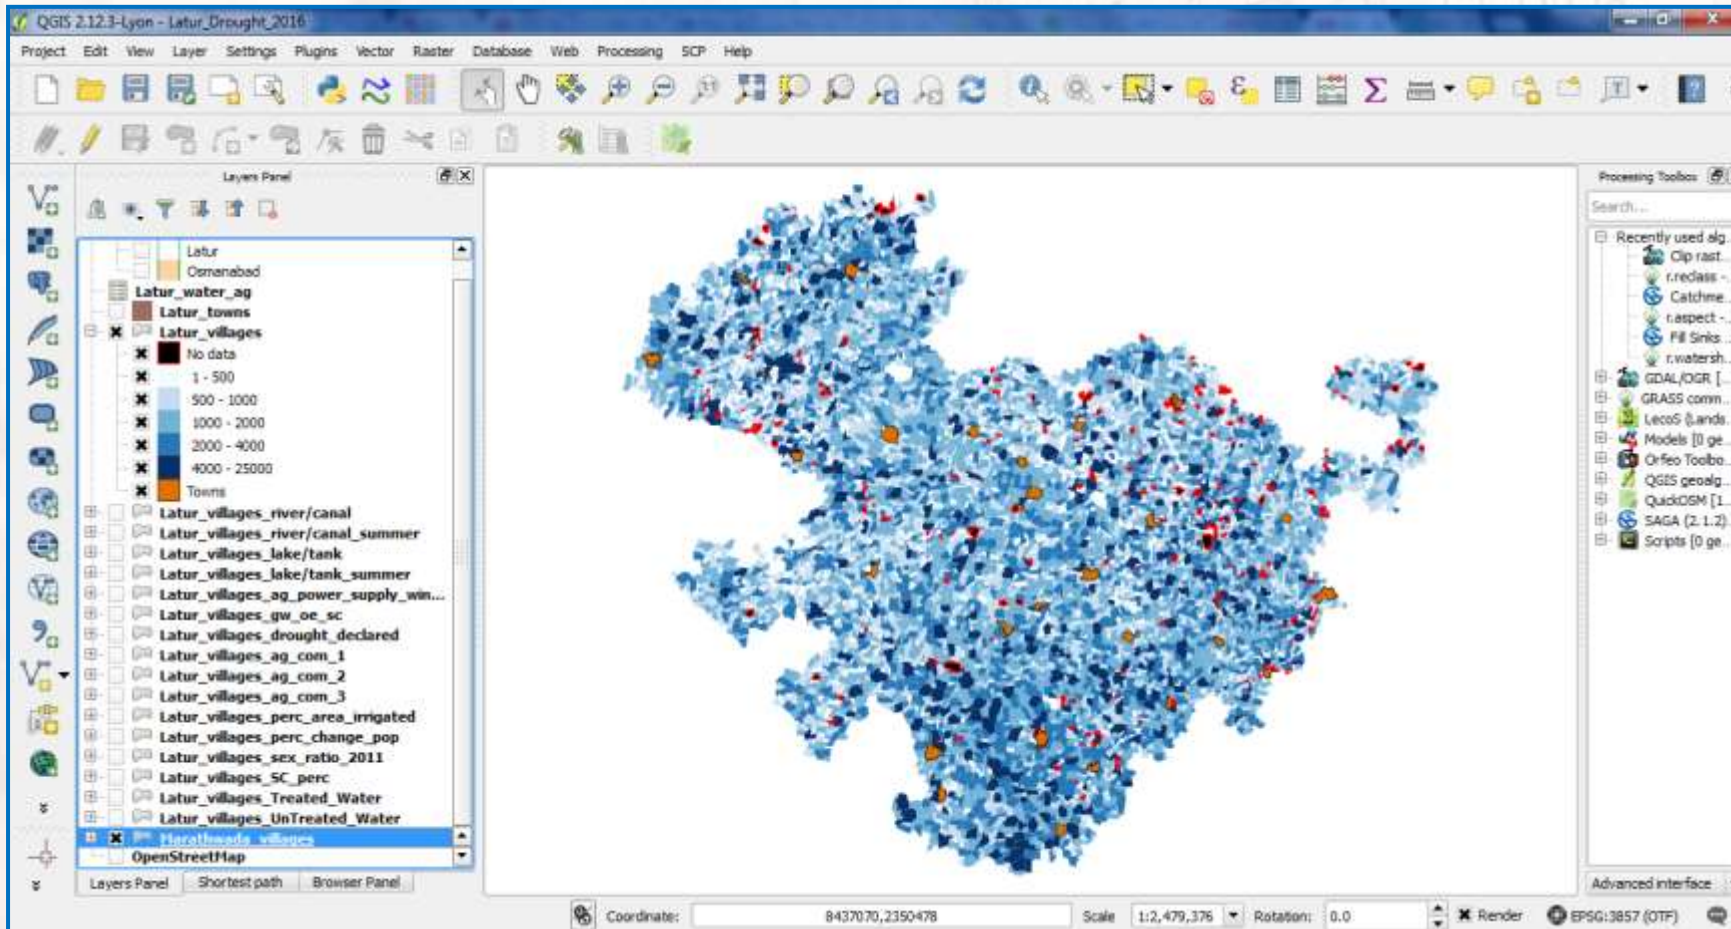 QGIS 2.12.3-Lyon - Latur_Drought_2016
Project Edit View Layer Settings Plugins Vector Raster Database Web Processing SCP Help
Layers Panel
Latur
Osmanabad
Latur_water_ag
Latur_towns
Latur_villages
No data
1 - 500
500 - 1000
1000 - 2000
2000 - 4000
4000 - 25000
Towns
Latur_villages_river/canal
Latur_villages_river/canal_summer
Latur_villages_lake/tank
Latur_villages_lake/tank_summer
Latur_villages_ag_power_supply_win...
Latur_villages_gw_oe_sc
Latur_villages_drought_declared
Latur_villages_ag_com_1
Latur_villages_ag_com_2
Latur_villages_ag_com_3
Latur_villages_perc_area_irrigated
Latur_villages_perc_change_pop
Latur_villages_sex_ratio_2011
Latur_villages_SC_perc
Latur_villages_Treated_Water
Latur_villages_UnTreated_Water
Marathwada_villages
OpenStreetMap
Layers Panel Shortest path Browser Panel
Processing Toolbox
Search...
Recently used alg...
Clip rast...
r.reclass -...
Catchme...
r.aspect -...
Fill Sinks ...
r.watersh...
GDAL/OGR [...
GRASS comm...
LecoS (Lands...
Models [0 ge...
Orfeo Toolbo...
QGIS geoalg...
QuickOSM [1...
SAGA (2.1.2)...
Scripts [0 ge...
Advanced interface
Coordinate: 8437070,2350478 Scale 1:2,479,376 Rotation: 0.0 Render EPSG:3857 (OTF)